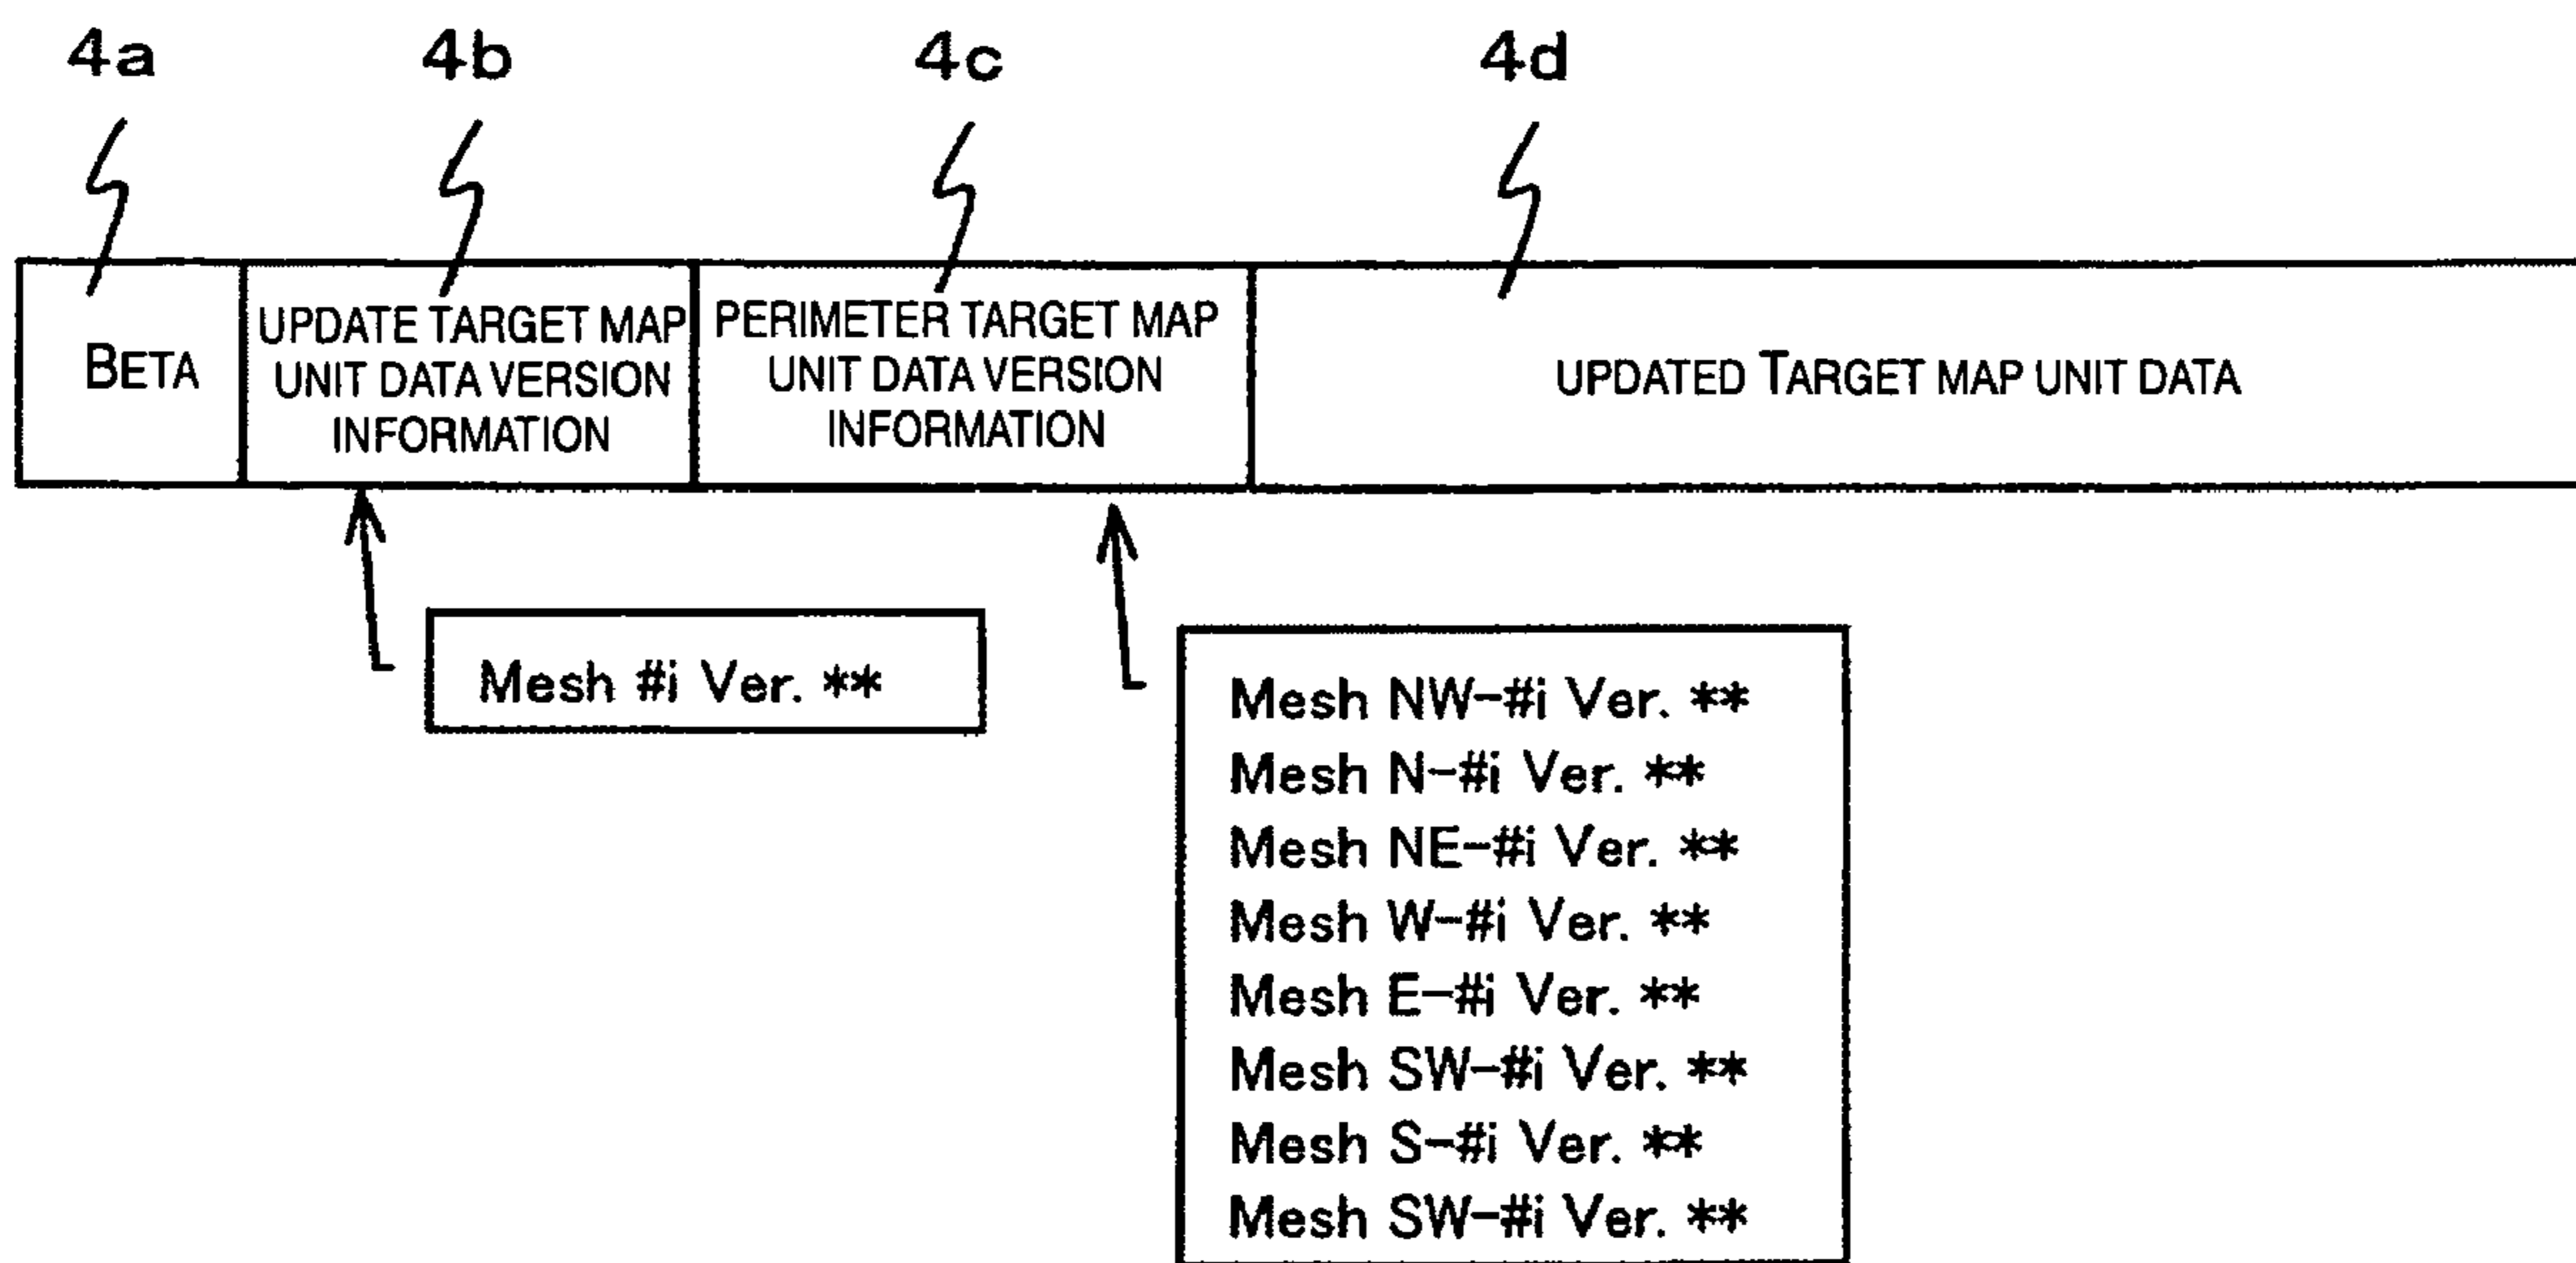 4a 4b 4c 4d
BETA
UPDATE TARGET MAP
UNIT DATA VERSION
INFORMATION
PERIMETER TARGET MAP
UNIT DATA VERSION
INFORMATION
UPDATED TARGET MAP UNIT DATA
Mesh #i Ver. **
Mesh NW-#i Ver. **
Mesh N-#i Ver. **
Mesh NE-#i Ver. **
Mesh W-#i Ver. **
Mesh E-#i Ver. **
Mesh SW-#i Ver. **
Mesh S-#i Ver. **
Mesh SW-#i Ver. **